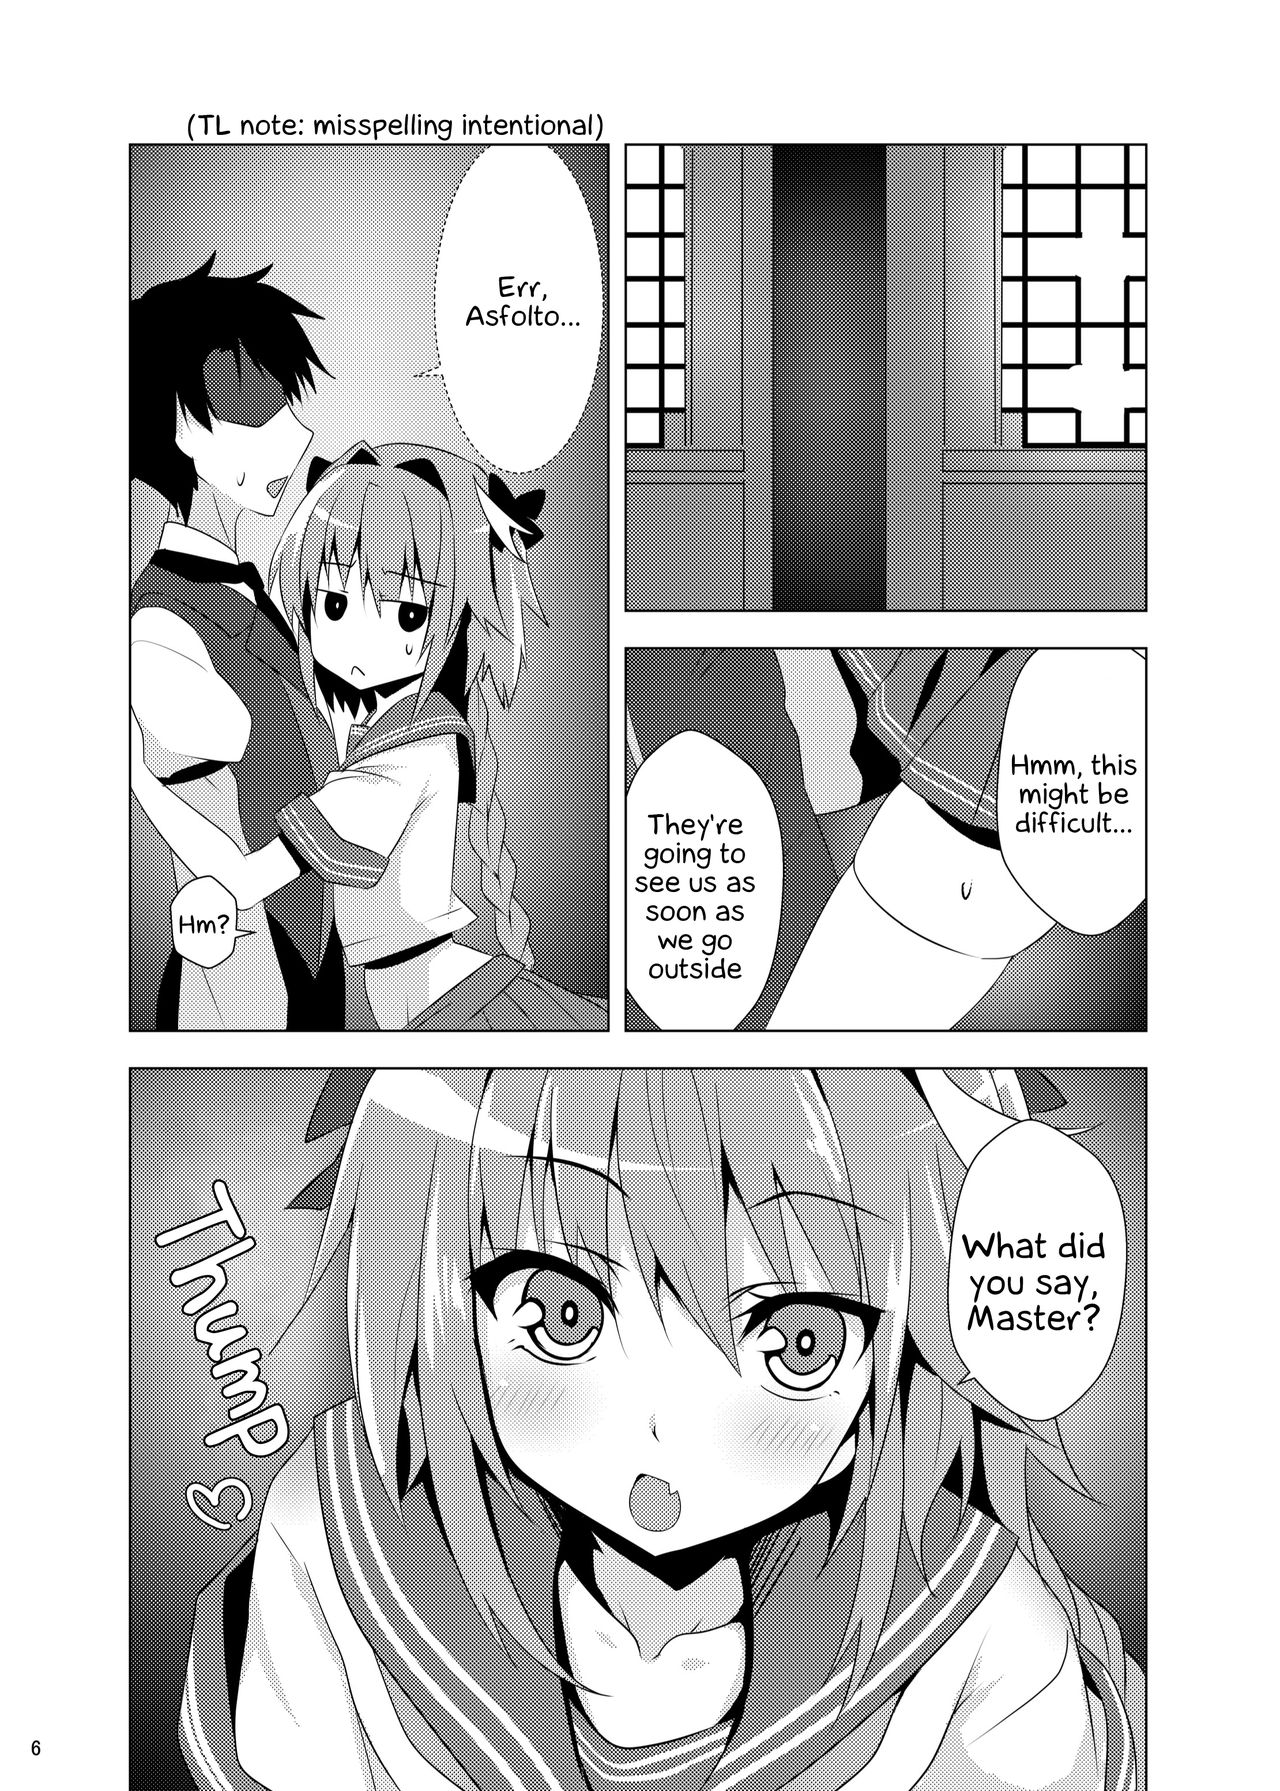 (TL note: misspelling intentional)
Hmm, this
might be
difficult...
They're
going to
see us as
soon as
we go
outside
Err,
Asfolto...
Hm?
What did
you say,
Master?
Thump
6